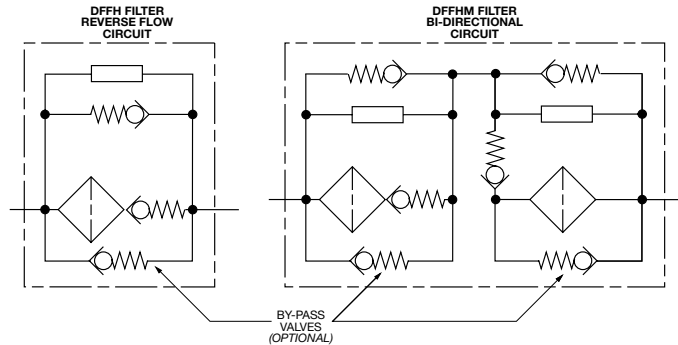 DFFH FILTER
REVERSE FLOW
CIRCUIT
DFFHM FILTER
BI-DIRECTIONAL
CIRCUIT
BY-PASS
VALVES
(OPTIONAL)